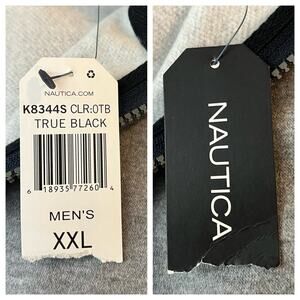 NAUTICA.COM
K8344S CLR:0TB
TRUE BLACK
6 18935 77260 4
MEN'S
XXL
NAUTICA